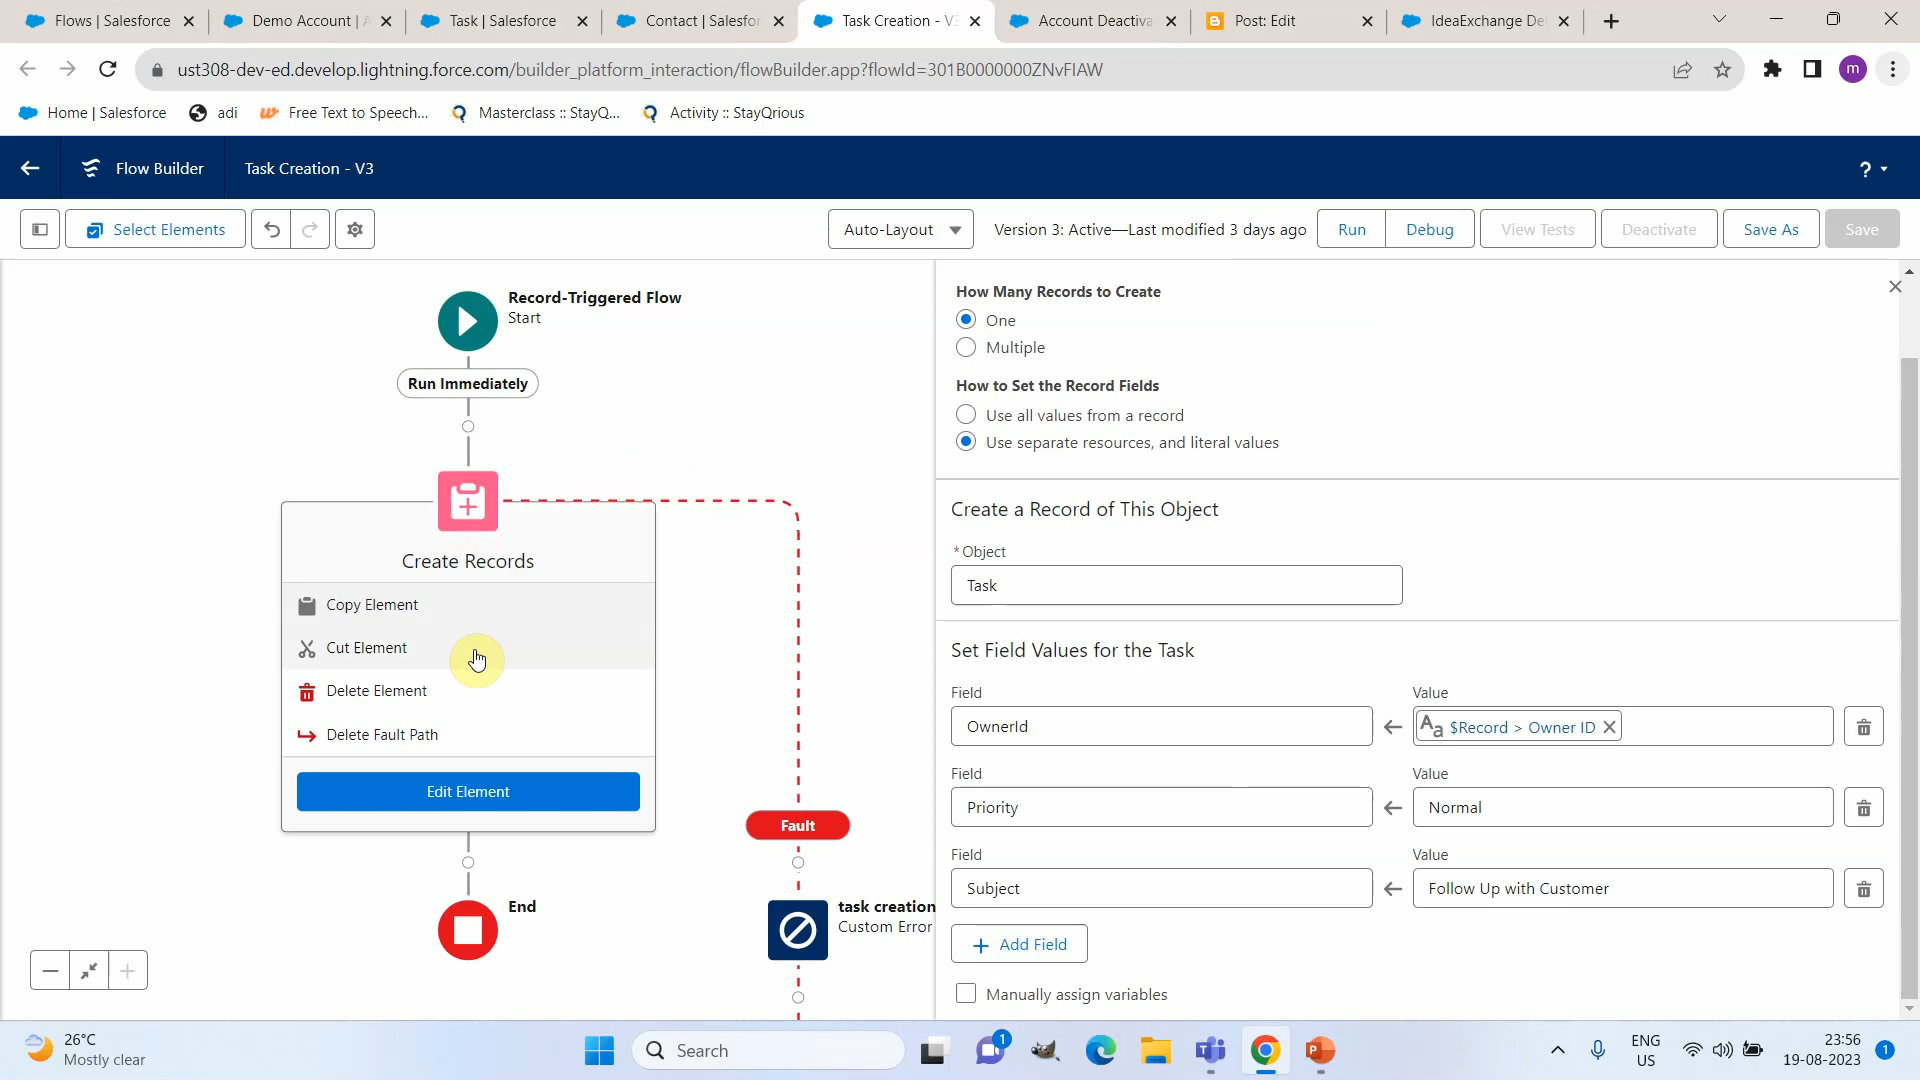 Flows | Salesforce
Demo Account |
Task | Salesforce
Contact | Salesfo
Task Creation - V3
Account Deactiva
Post: Edit
IdeaExchange De
ust308-dev-ed.develop.lightning.force.com/builder_platform_interaction/flowBuilder.app?flowId=301B0000000ZNvFIAW
m
Home | Salesforce
adi
Free Text to Speech...
Masterclass :: StayQ...
Activity :: StayQrious
Flow Builder
Task Creation - V3
?
Select Elements
Auto-Layout
Version 3: Active—Last modified 3 days ago
Run
Debug
View Tests
Deactivate
Save As
Save
Record-Triggered Flow
Start
Run Immediately
Create Records
Copy Element
Cut Element
Delete Element
Delete Fault Path
Edit Element
Fault
End
task creation
Custom Error
How Many Records to Create
One
Multiple
How to Set the Record Fields
Use all values from a record
Use separate resources, and literal values
Create a Record of This Object
*Object
Task
Set Field Values for the Task
Field
Value
OwnerId
Aa $Record > Owner ID
Field
Value
Priority
Normal
Field
Value
Subject
Follow Up with Customer
+ Add Field
Manually assign variables
26°C
Mostly clear
Search
1
ENG
US
23:56
19-08-2023
1